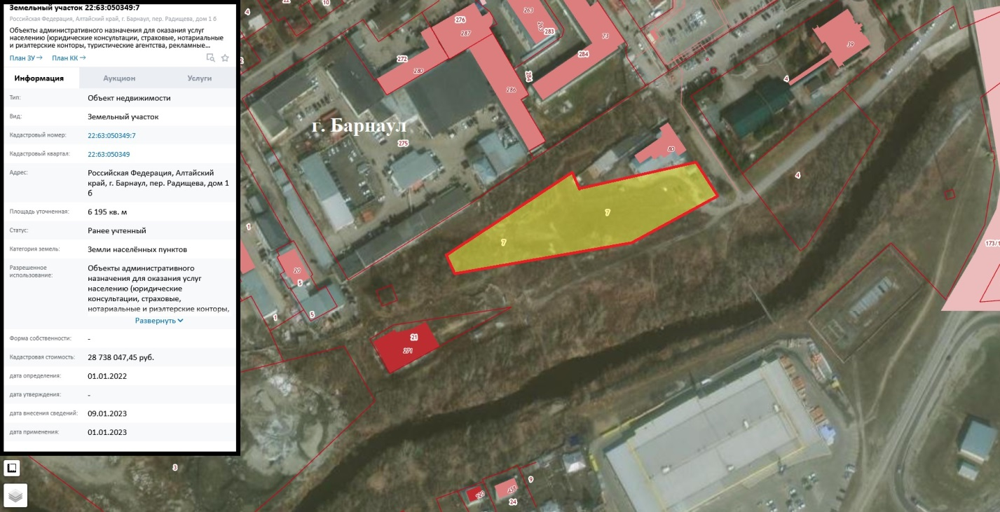 Земельный участок 22:63:050349:7
Российская Федерация, Алтайский край, г. Барнаул, пер. Радищева, дом 1 б
Объекты административного назначения для оказания услуг
населению (юридические консультации, страховые, нотариальные
и риэлтерские конторы, туристические агентства, рекламные...
План ЗУ → План КК →
Информация Аукцион Услуги
Тип: Объект недвижимости
Вид: Земельный участок
Кадастровый номер: 22:63:050349:7
Кадастровый квартал: 22:63:050349
Адрес: Российская Федерация, Алтайский
край, г. Барнаул, пер. Радищева, дом 1
б
Площадь уточненная: 6 195 кв. м
Статус: Ранее учтенный
Категория земель: Земли населённых пунктов
Разрешенное использование: Объекты административного
назначения для оказания услуг
населению (юридические
консультации, страховые,
нотариальные и риэлтерские конторы,
Развернуть
Форма собственности: -
Кадастровая стоимость: 28 738 047,45 руб.
дата определения: 01.01.2022
дата утверждения: -
дата внесения сведений: 09.01.2023
дата применения: 01.01.2023
г. Барнаул
4
10
276
287
263
283
73
284
272
280
284
286
39
4
275
80
4
7
7
1
20
5
5
1
21
271
173/1
3
9
24